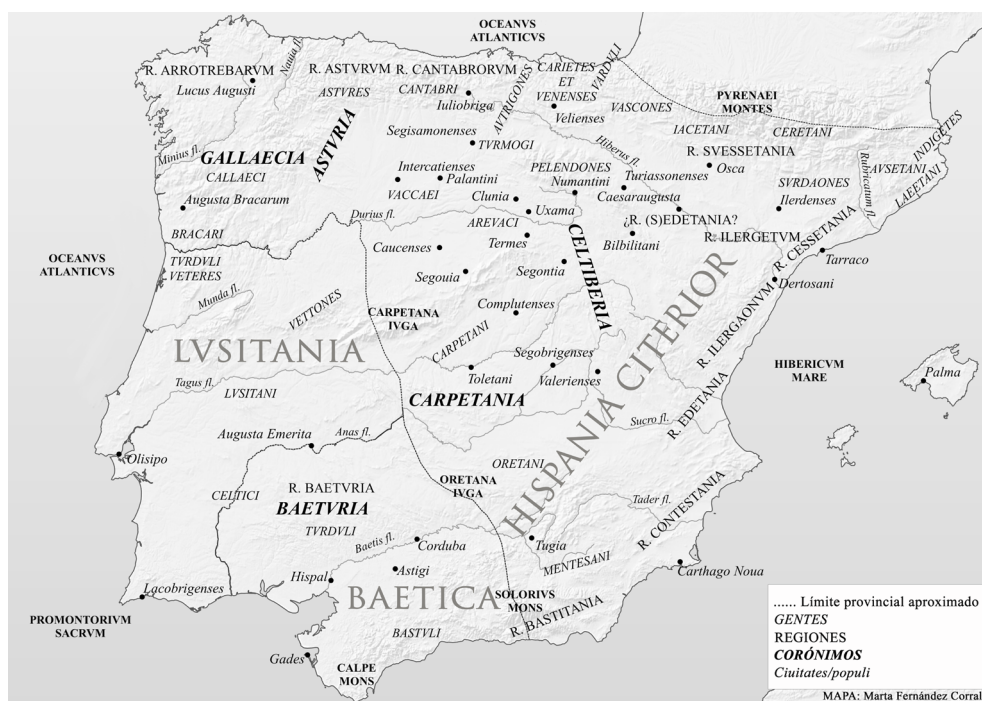 OCEANVS
ATLANTICVS
Nauia fl.
R. ARROTREBARVM
Lucus Augusti
R. ASTVRVM
R. CANTABRORVM
ASTVRES
CANTABRI
Iuliobriga
AVTRIGONES
CARIETES
ET
VENENSES
VARDVLI
Velienses
VASCONES
PYRENAEI
MONTES
IACETANI
CERETANI
INDIGETES
Minius fl.
GALLAECIA
CALLAECI
ASTVRIA
Segisamonenses
TVRMOGI
Hiberus fl.
R. SVESSETANIA
Osca
Rubricatum fl.
AVSETANI
LAEETANI
Intercatienses
Palantini
VACCAEI
PELENDONES
Numantini
Turiassonenses
Caesaraugusta
SVRDAONES
Ilerdenses
Augusta Bracarum
BRACARI
Durius fl.
Clunia
Uxama
AREVACI
Termes
¿R. (S)EDETANIA?
Bilbilitani
R. ILERGETVM
R. CESSETANIA
Tarraco
OCEANVS
ATLANTICVS
TVRDVLI
VETERES
Munda fl.
Caucenses
Segouia
Segontia
CELTIBERIA
Dertosani
R. ILERGAONVM
VETTONES
CARPETANA
IVGA
Complutenses
CARPETANI
LVSITANIA
HISPANIA CITERIOR
HIBERICVM
MARE
Palma
Tagus fl.
LVSITANI
Toletani
Segobrigenses
Valerienses
CARPETANIA
Sucro fl.
R. EDETANIA
Olisipo
Augusta Emerita
Anas fl.
CELTICI
R. BAETVRIA
BAETVRIA
TVRDVLI
ORETANI
ORETANA
IVGA
Tader fl.
R. CONTESTANIA
Baetis fl.
Corduba
Tugia
MENTESANI
Carthago Noua
Lacobrigenses
Hispal
Astigi
BAETICA
SOLORIVS
MONS
R. BASTITANIA
PROMONTORIVM
SACRVM
BASTVLI
Gades
CALPE
MONS
...... Límite provincial aproximado
GENTES
REGIONES
CORÓNIMOS
Ciuitates/populi
MAPA: Marta Fernández Corral